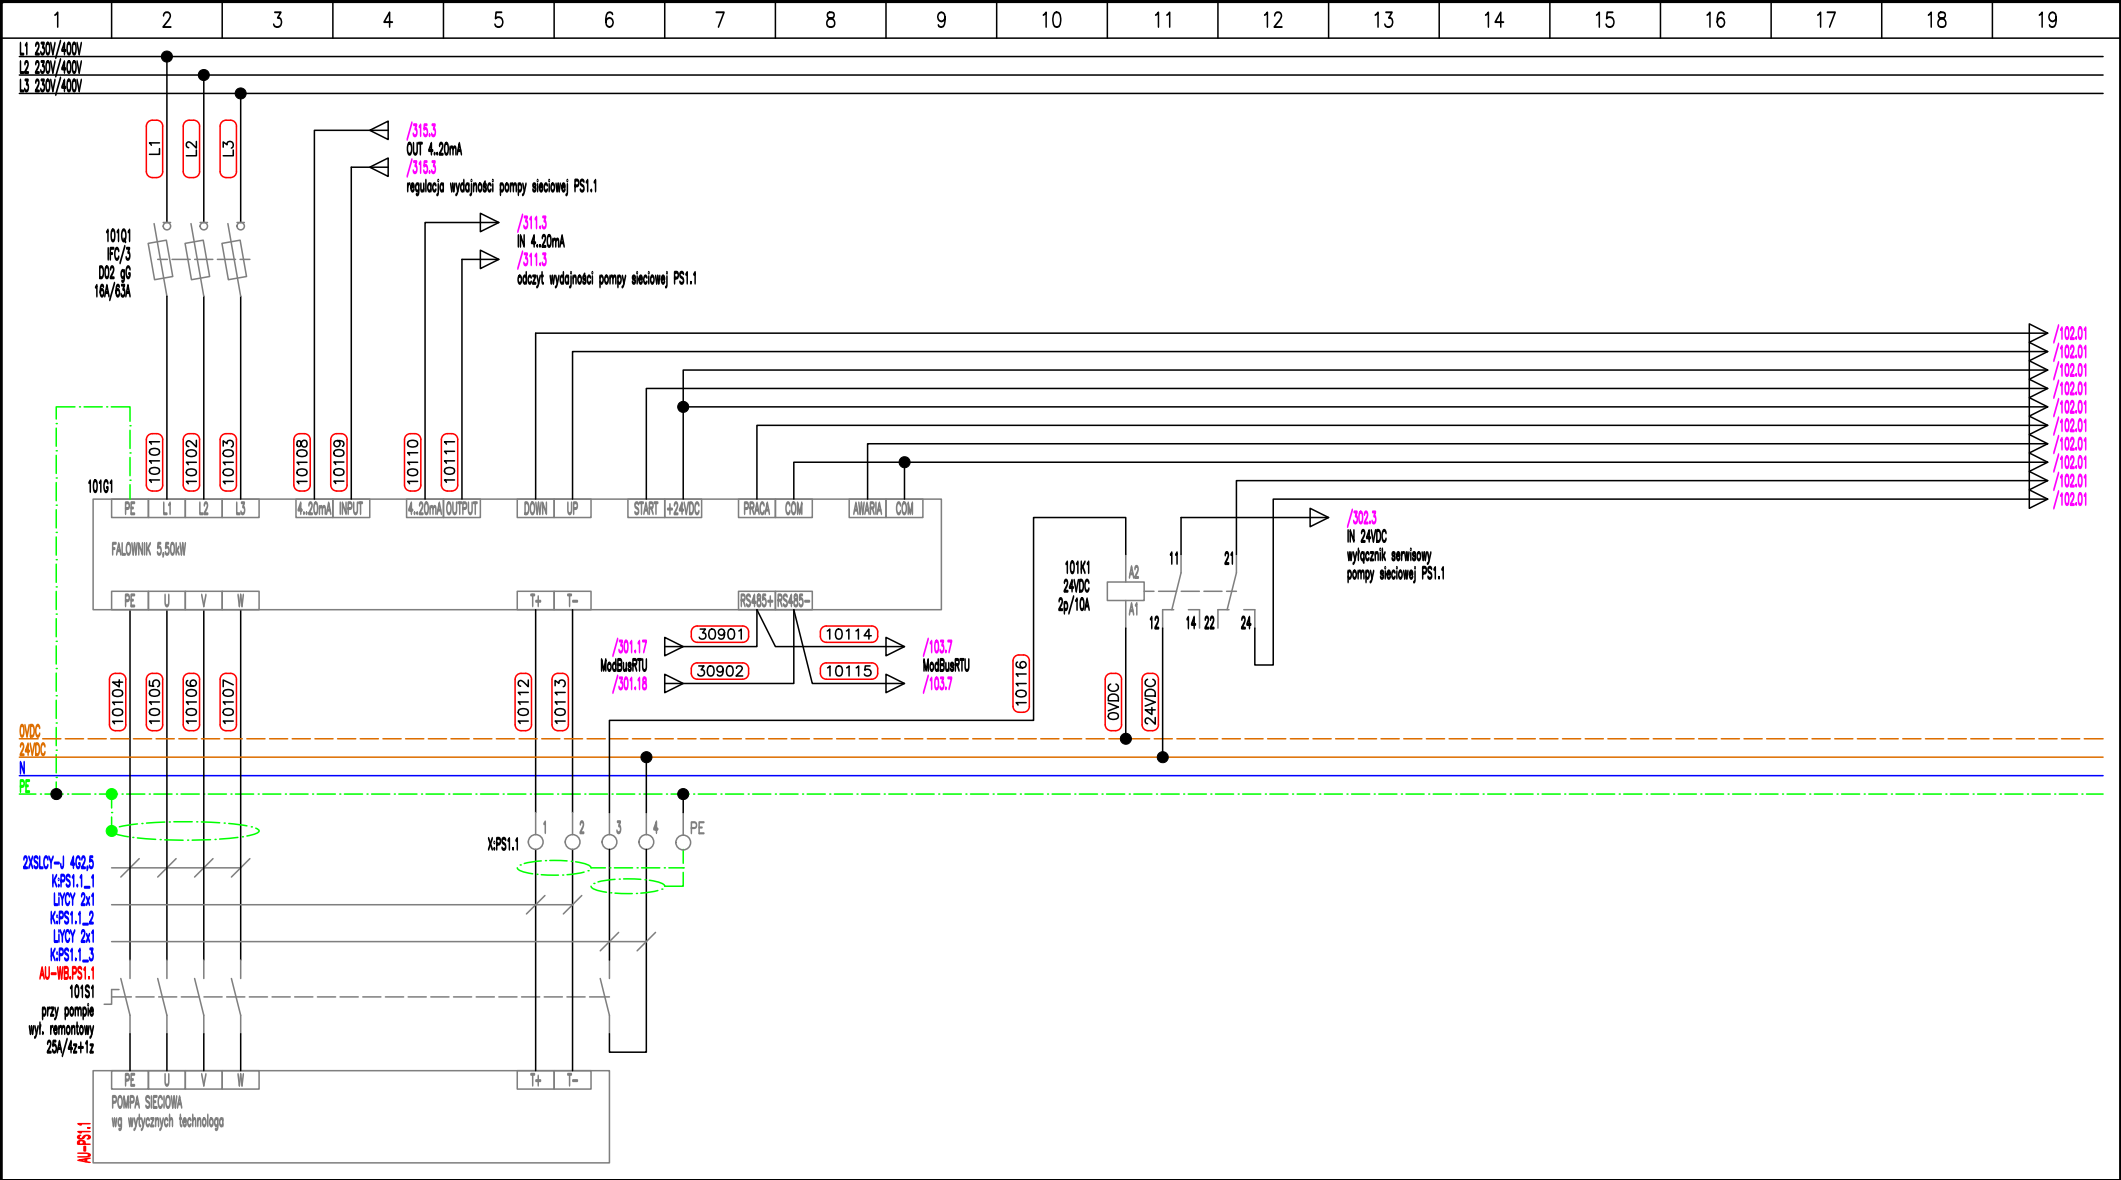 1 2 3 4 5 6 7 8 9 10 11 12 13 14 15 16 17 18 19
L1 230V/400V
L2 230V/400V
L3 230V/400V
L1 L2 L3
/315.3
OUT 4..20mA
/315.3
regulacja wydajności pompy sieciowej PS1.1
/311.3
IN 4..20mA
/311.3
odczyt wydajności pompy sieciowej PS1.1
101Q1
IFC/3
D02 gG
16A/63A
/102.01
/102.01
/102.01
/102.01
/102.01
/102.01
/102.01
/102.01
/102.01
/102.01
10101 10102 10103 10108 10109 10110 10111
101G1
PE L1 L2 L3 4..20mA INPUT 4..20mA OUTPUT DOWN UP START +24VDC PRACA COM AWARIA COM
FALOWNIK 5,50kW
PE U V W T+ T- RS485+ RS485-
/302.3
IN 24VDC
wyłącznik serwisowy
pompy sieciowej PS1.1
101K1
24VDC
2p/10A
A2
A1
11 21
12 14 22 24
30901 10114
/301.17 /103.7
ModBusRTU ModBusRTU
30902 10115
/301.18 /103.7
10104 10105 10106 10107 10112 10113 10116 0VDC 24VDC
0VDC
24VDC
N
PE
X:PS1.1 1 2 3 4 PE
2XSLCY-J 4G2,5
K:PS1.1_1
LiYCY 2x1
K:PS1.1_2
LiYCY 2x1
K:PS1.1_3
AU-WB.PS1.1
101S1
przy pompie
wył. remontowy
25A/4z+1z
PE U V W T+ T-
POMPA SIECIOWA
wg wytycznych technologa
AU-PS1.1